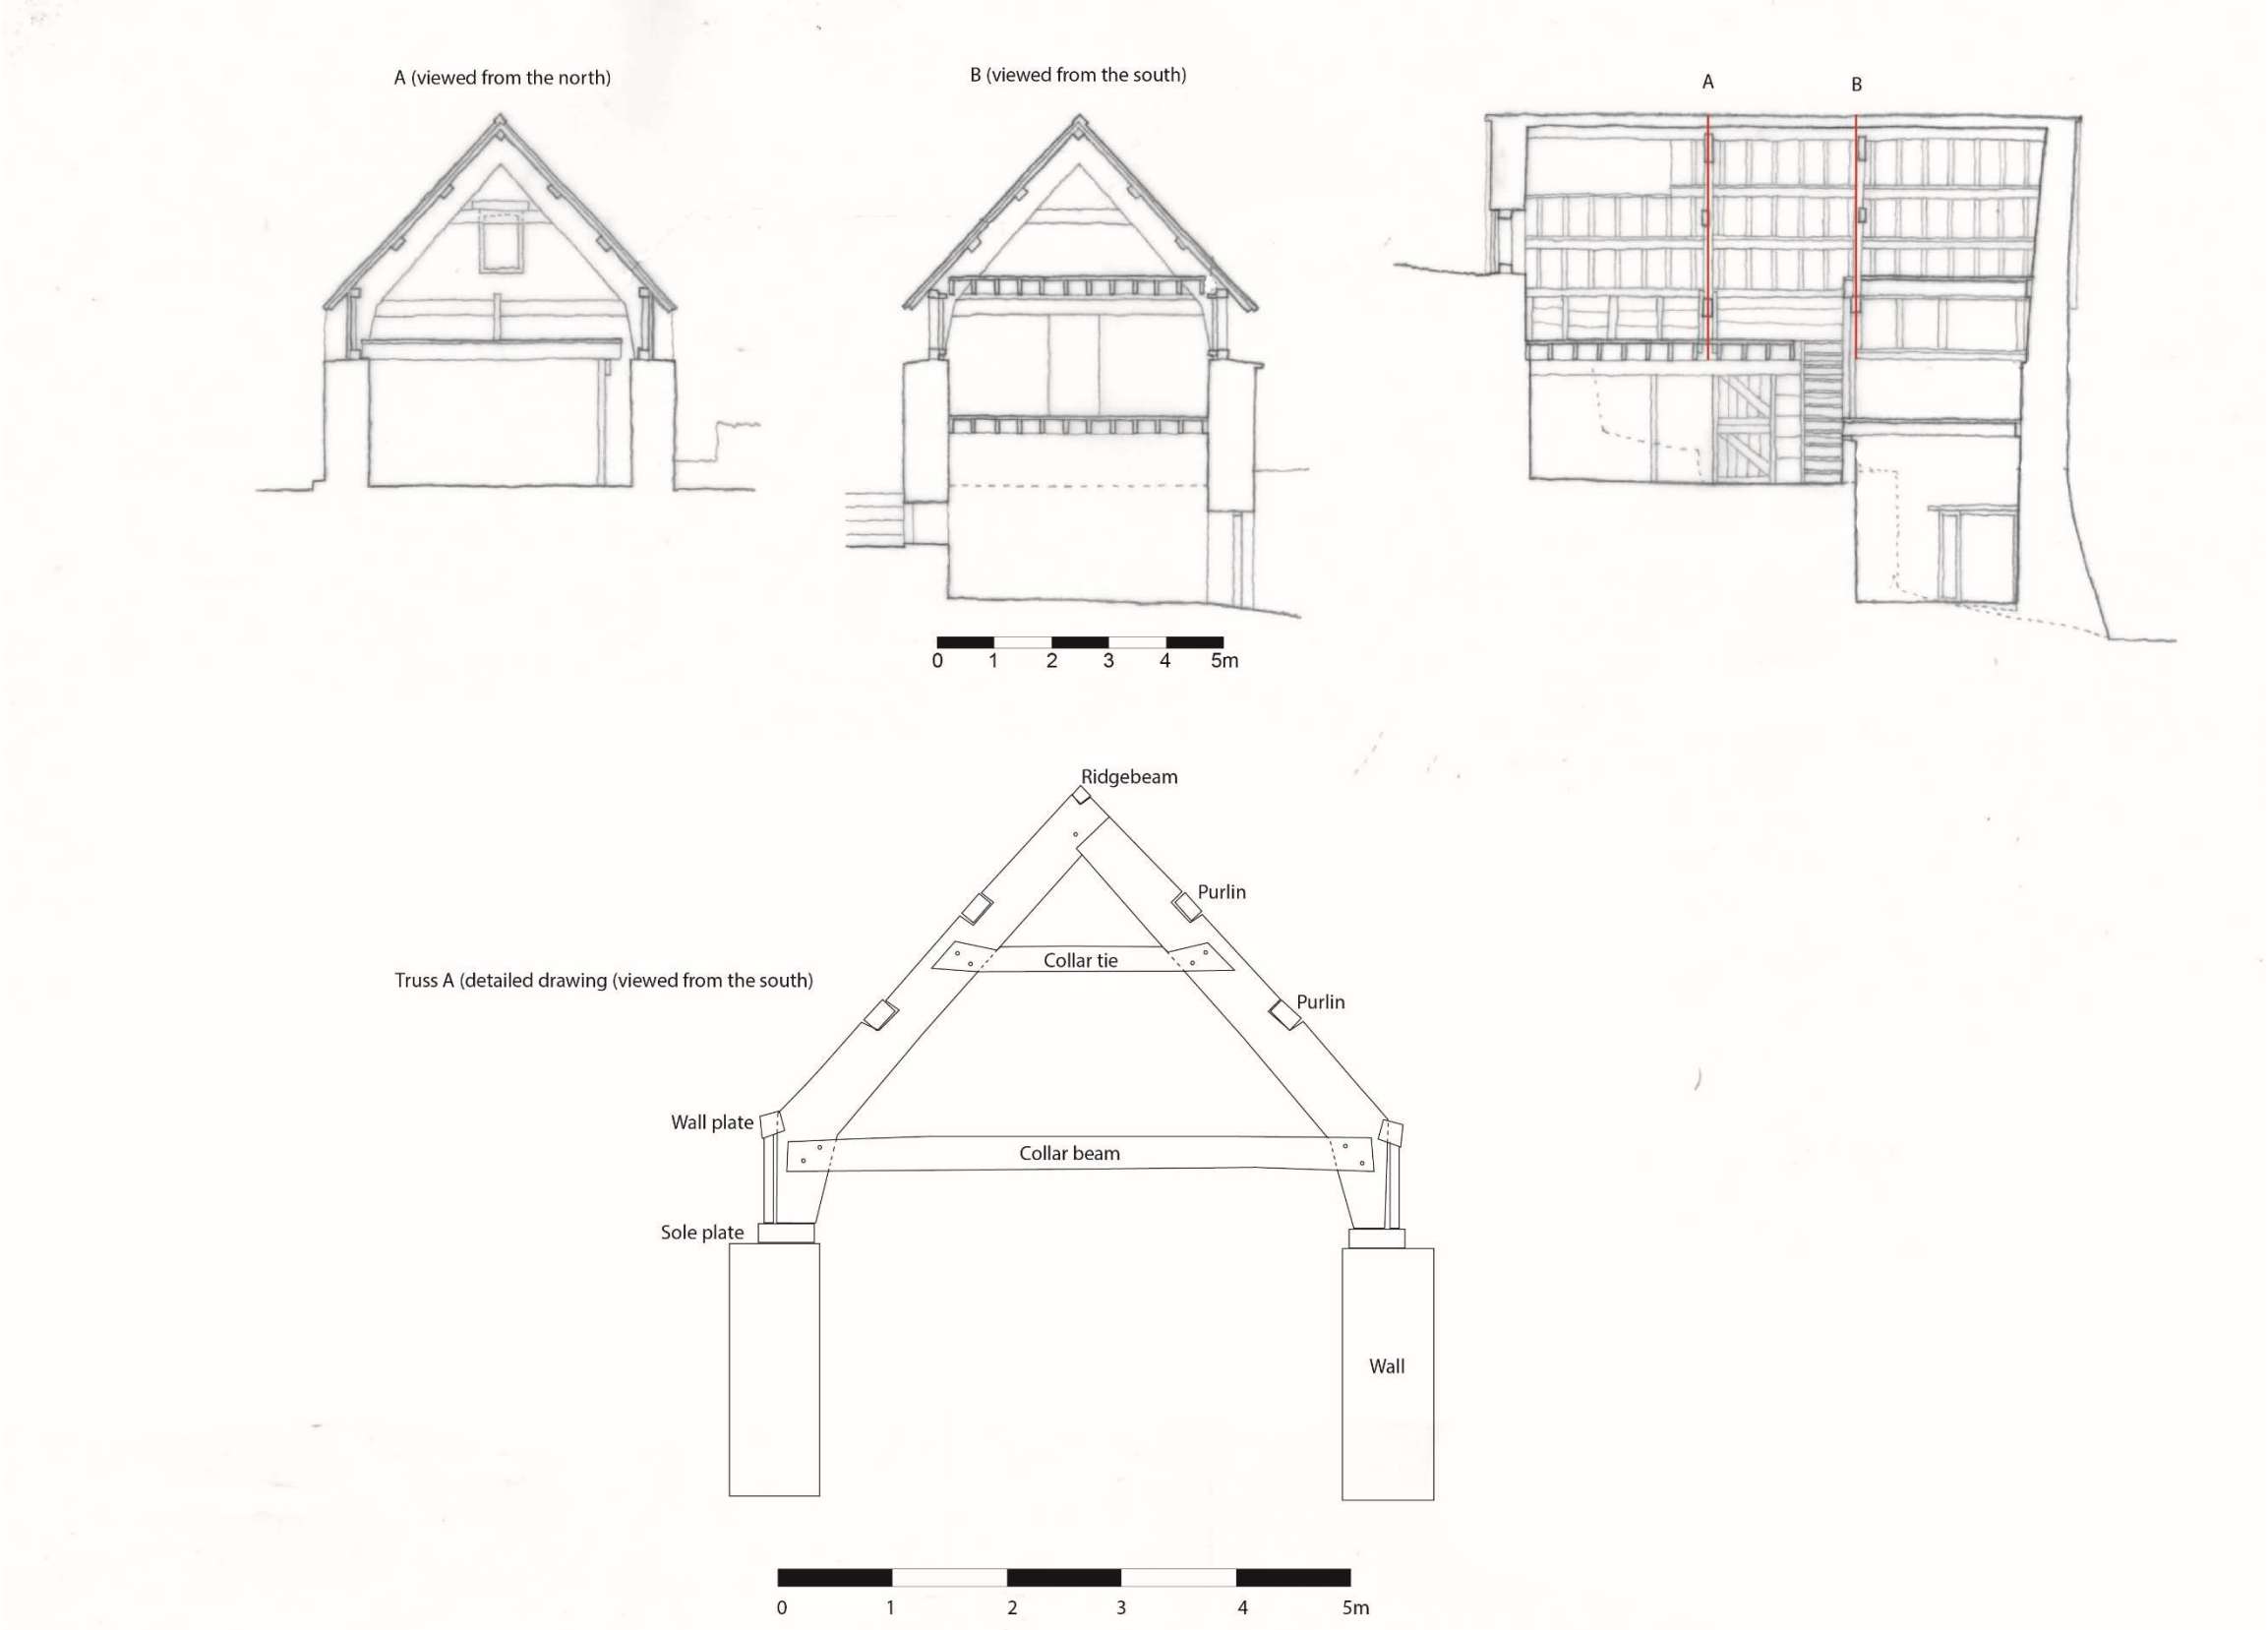 A (viewed from the north)
B (viewed from the south)
A
B
0 1 2 3 4 5m
Ridgebeam
Purlin
Collar tie
Truss A (detailed drawing (viewed from the south)
Purlin
Wall plate
Collar beam
Sole plate
Wall
0 1 2 3 4 5m